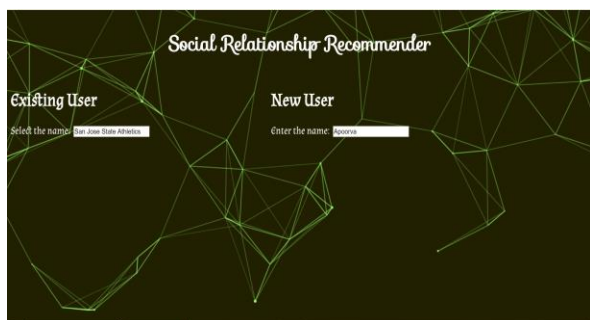 Social Relationship Recommender
Existing User
New User
Select the name: San Jose State Athletics
Enter the name: Apoorva